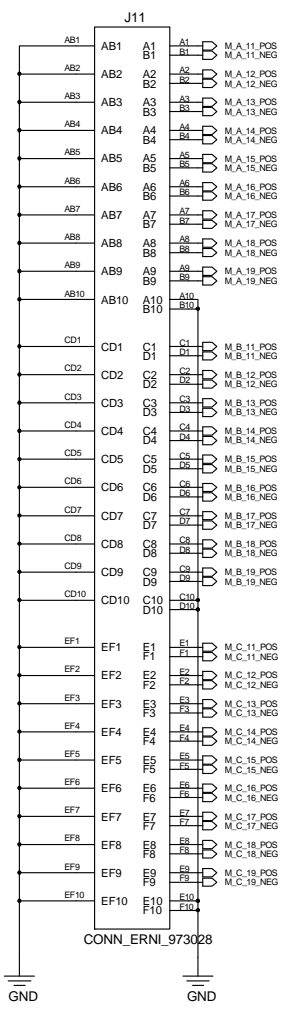 J11
AB1 AB1 A1 A1 M_A_11_POS
B1 B1 M_A_11_NEG
AB2 AB2 A2 A2 M_A_12_POS
B2 B2 M_A_12_NEG
AB3 AB3 A3 A3 M_A_13_POS
B3 B3 M_A_13_NEG
AB4 AB4 A4 A4 M_A_14_POS
B4 B4 M_A_14_NEG
AB5 AB5 A5 A5 M_A_15_POS
B5 B5 M_A_15_NEG
AB6 AB6 A6 A6 M_A_16_POS
B6 B6 M_A_16_NEG
AB7 AB7 A7 A7 M_A_17_POS
B7 B7 M_A_17_NEG
AB8 AB8 A8 A8 M_A_18_POS
B8 B8 M_A_18_NEG
AB9 AB9 A9 A9 M_A_19_POS
B9 B9 M_A_19_NEG
AB10 AB10 A10 A10
B10 B10
CD1 CD1 C1 C1 M_B_11_POS
D1 D1 M_B_11_NEG
CD2 CD2 C2 C2 M_B_12_POS
D2 D2 M_B_12_NEG
CD3 CD3 C3 C3 M_B_13_POS
D3 D3 M_B_13_NEG
CD4 CD4 C4 C4 M_B_14_POS
D4 D4 M_B_14_NEG
CD5 CD5 C5 C5 M_B_15_POS
D5 D5 M_B_15_NEG
CD6 CD6 C6 C6 M_B_16_POS
D6 D6 M_B_16_NEG
CD7 CD7 C7 C7 M_B_17_POS
D7 D7 M_B_17_NEG
CD8 CD8 C8 C8 M_B_18_POS
D8 D8 M_B_18_NEG
CD9 CD9 C9 C9 M_B_19_POS
D9 D9 M_B_19_NEG
CD10 CD10 C10 C10
D10 D10
EF1 EF1 E1 E1 M_C_11_POS
F1 F1 M_C_11_NEG
EF2 EF2 E2 E2 M_C_12_POS
F2 F2 M_C_12_NEG
EF3 EF3 E3 E3 M_C_13_POS
F3 F3 M_C_13_NEG
EF4 EF4 E4 E4 M_C_14_POS
F4 F4 M_C_14_NEG
EF5 EF5 E5 E5 M_C_15_POS
F5 F5 M_C_15_NEG
EF6 EF6 E6 E6 M_C_16_POS
F6 F6 M_C_16_NEG
EF7 EF7 E7 E7 M_C_17_POS
F7 F7 M_C_17_NEG
EF8 EF8 E8 E8 M_C_18_POS
F8 F8 M_C_18_NEG
EF9 EF9 E9 E9 M_C_19_POS
F9 F9 M_C_19_NEG
EF10 EF10 E10 E10
F10 F10
CONN_ERNI_973028
GND GND